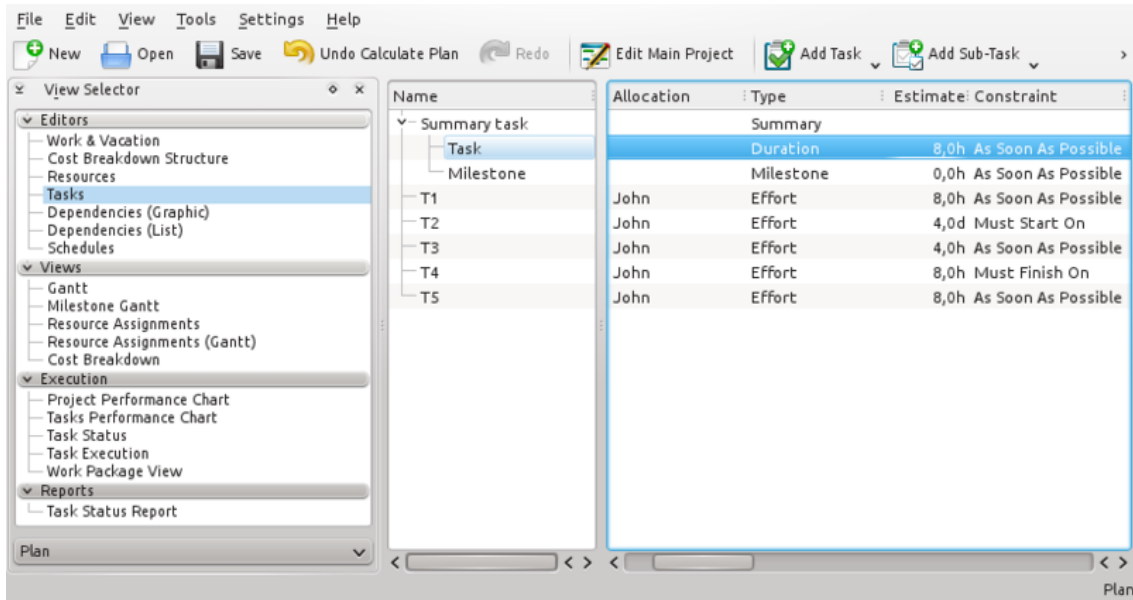 File Edit View Tools Settings Help
New Open Save Undo Calculate Plan Redo Edit Main Project Add Task Add Sub-Task
View Selector
Editors
Work & Vacation
Cost Breakdown Structure
Resources
Tasks
Dependencies (Graphic)
Dependencies (List)
Schedules
Views
Gantt
Milestone Gantt
Resource Assignments
Resource Assignments (Gantt)
Cost Breakdown
Execution
Project Performance Chart
Tasks Performance Chart
Task Status
Task Execution
Work Package View
Reports
Task Status Report
Plan
Name Allocation Type Estimate Constraint
Summary task Summary
Task Duration 8,0h As Soon As Possible
Milestone Milestone 0,0h As Soon As Possible
T1 John Effort 8,0h As Soon As Possible
T2 John Effort 4,0d Must Start On
T3 John Effort 4,0h As Soon As Possible
T4 John Effort 8,0h Must Finish On
T5 John Effort 8,0h As Soon As Possible
Plan